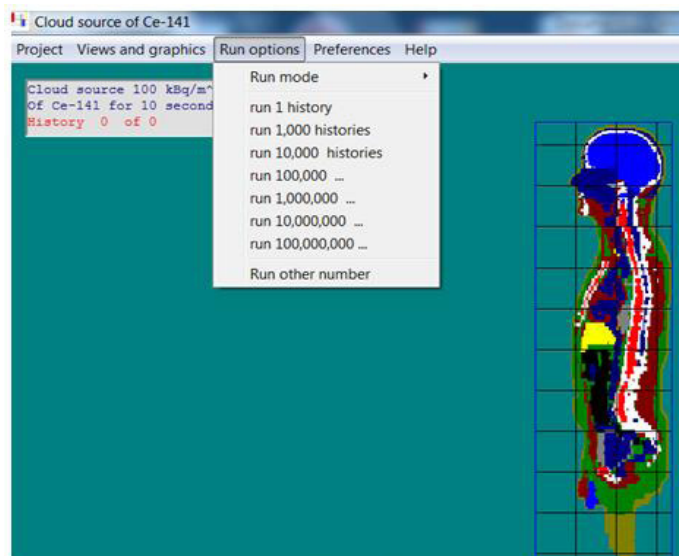 Cloud source of Ce-141
Project Views and graphics Run options Preferences Help
Cloud source 100 kBq/m^
Of Ce-141 for 10 second
History 0 of 0
Run mode
run 1 history
run 1,000 histories
run 10,000 histories
run 100,000 ...
run 1,000,000 ...
run 10,000,000 ...
run 100,000,000 ...
Run other number